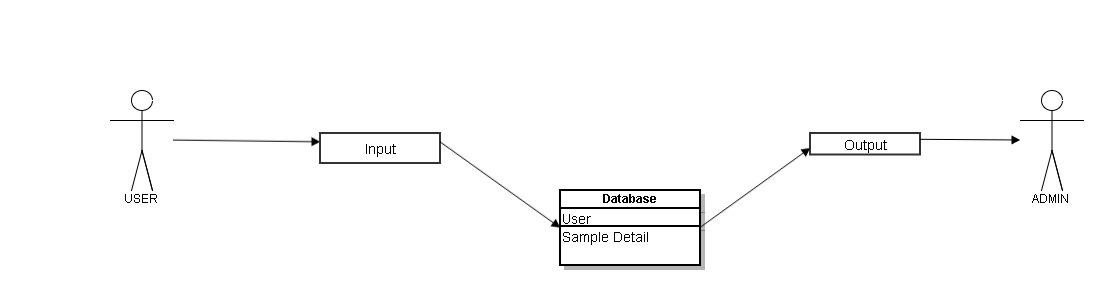 USER
Input
Database
User
Sample Detail
Output
ADMIN